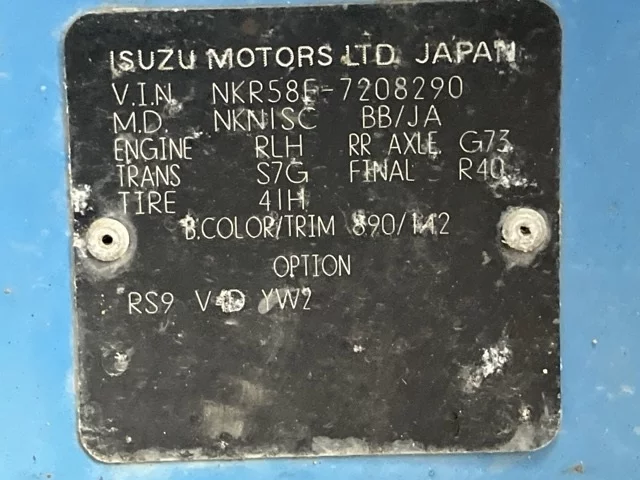 ISUZU MOTORS LTD. JAPAN
V.I.N. NKR58E-7208290
M.D. NKN1SC BB/JA
ENGINE RLH RR AXLE G73
TRANS S7G FINAL R40
TIRE 41H
B.COLOR/TRIM 890/142
OPTION
RS9 YW2